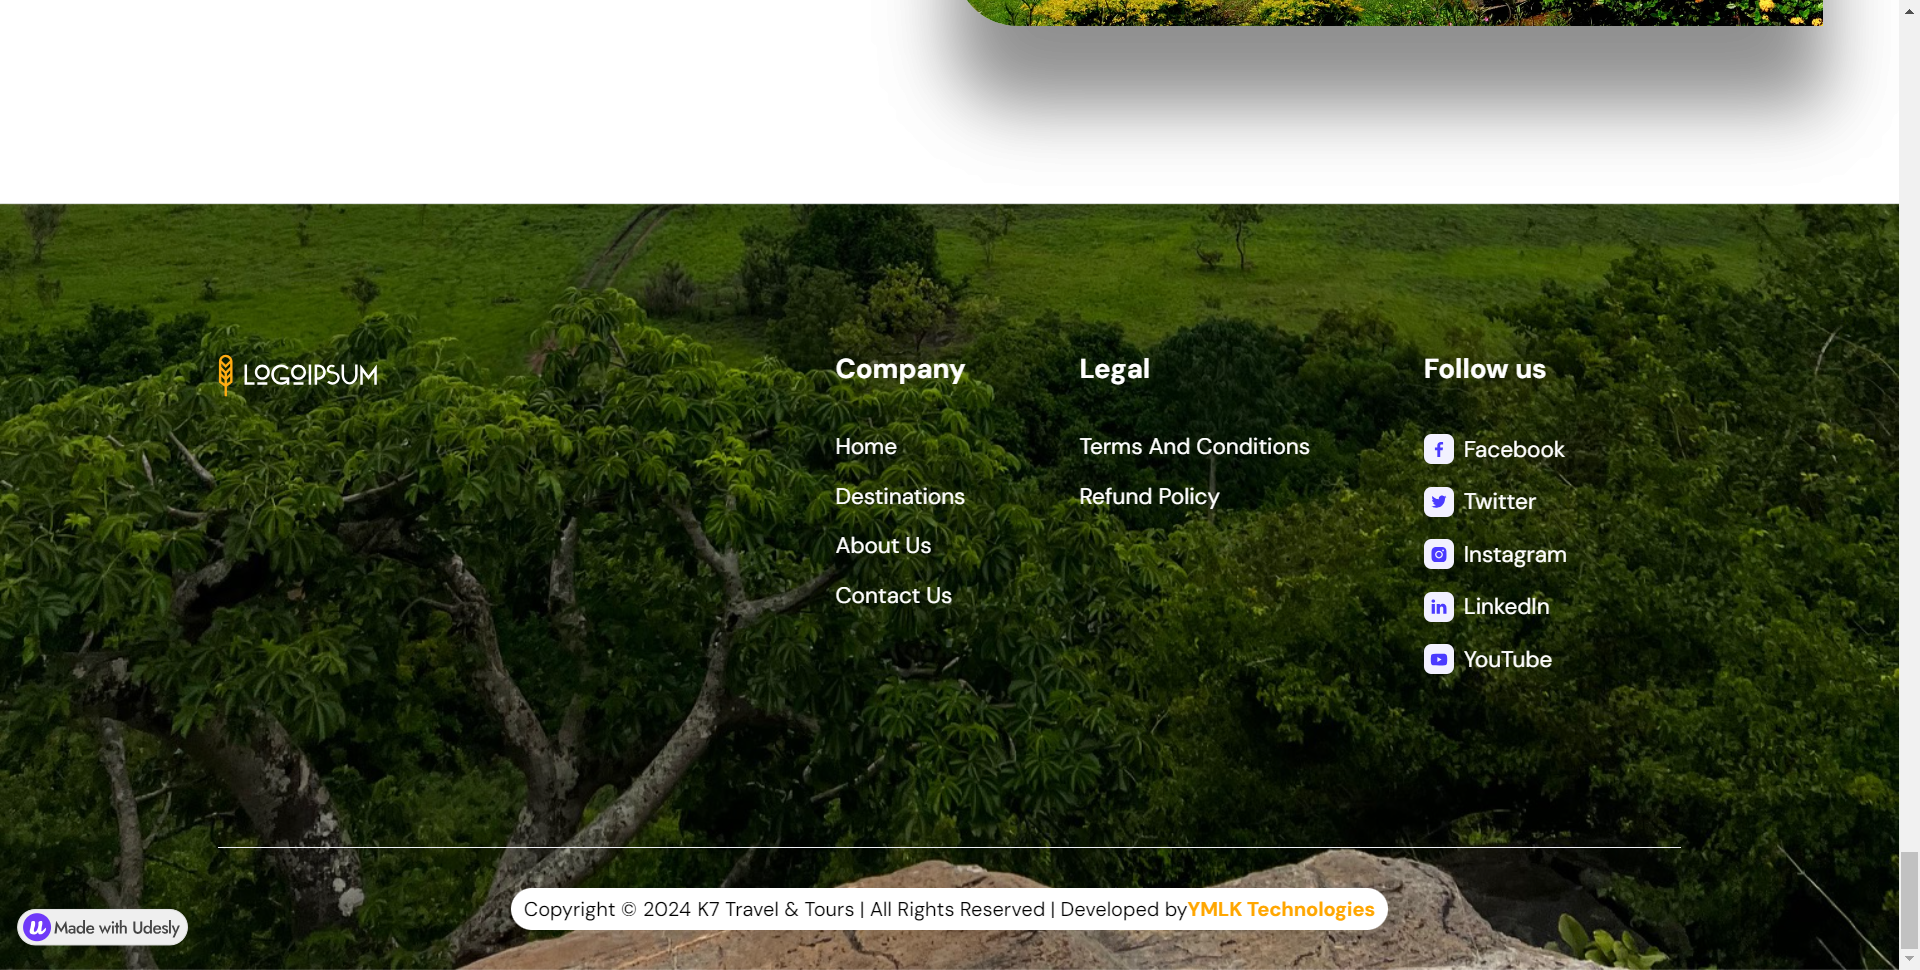 LOGOIPSUM
Company
Home
Destinations
About Us
Contact Us
Legal
Terms And Conditions
Refund Policy
Follow us
Facebook
Twitter
Instagram
LinkedIn
YouTube
Copyright © 2024 K7 Travel & Tours | All Rights Reserved | Developed byYMLK Technologies
Made with Udesly